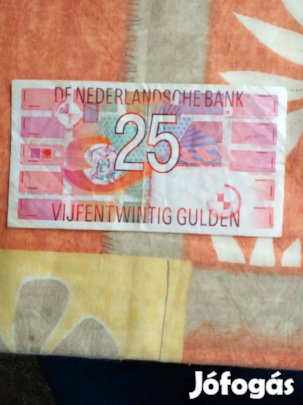 DE NEDERLANDSCHE BANK
25
VIJFENTWINTIG GULDEN
Jófogás